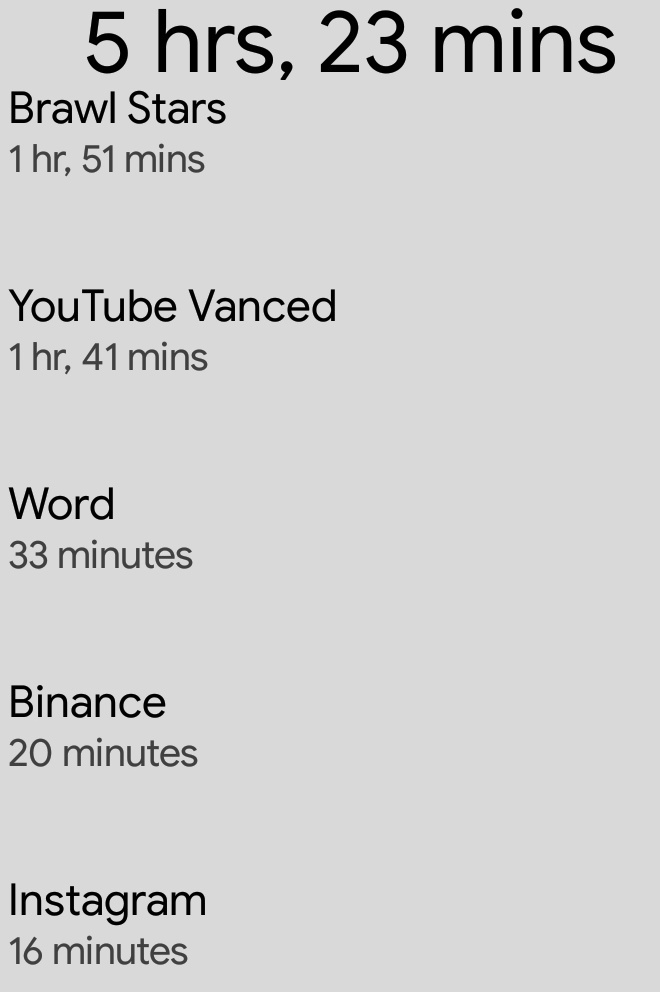 5 hrs, 23 mins
Brawl Stars
1 hr, 51 mins
YouTube Vanced
1 hr, 41 mins
Word
33 minutes
Binance
20 minutes
Instagram
16 minutes